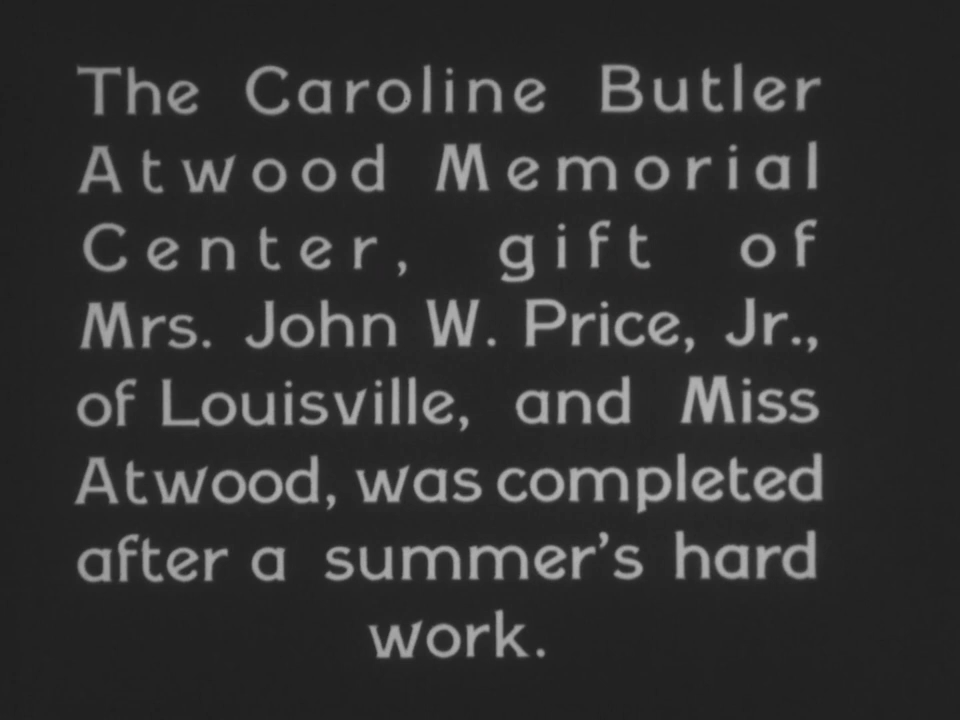 The Caroline Butler
Atwood Memorial
Center, gift of
Mrs. John W. Price, Jr.,
of Louisville, and Miss
Atwood, was completed
after a summer's hard
work.